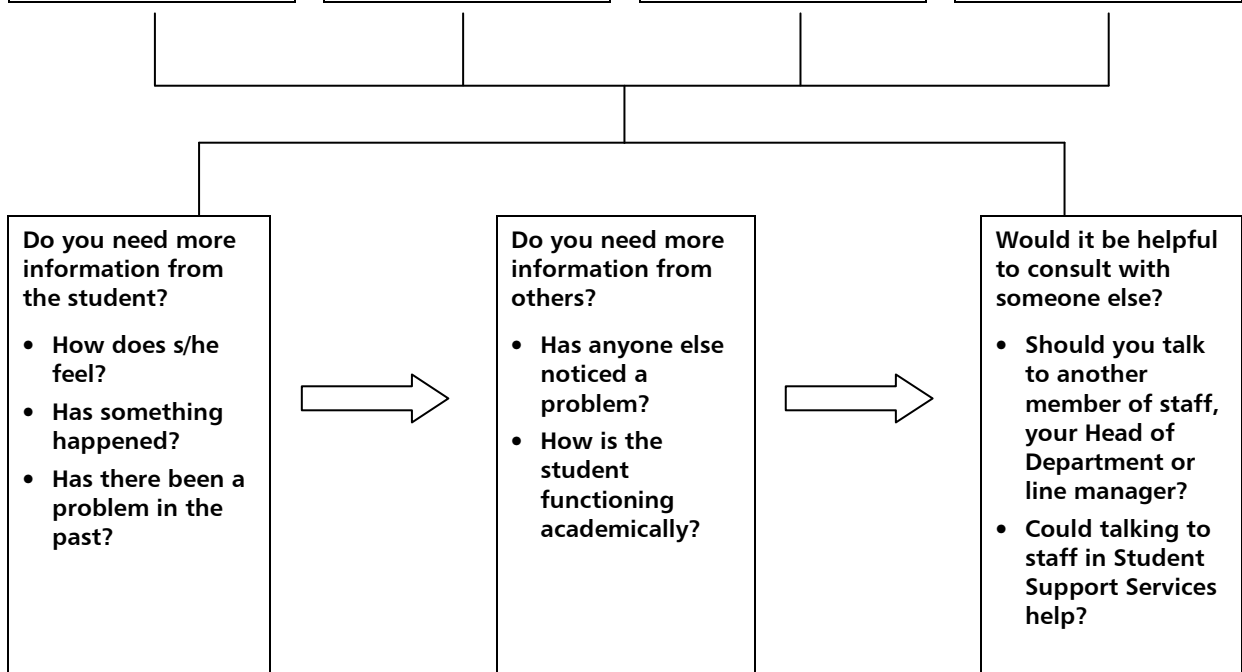 Do you need more
information from
the student?
• How does s/he
feel?
• Has something
happened?
• Has there been a
problem in the
past?
Do you need more
information from
others?
• Has anyone else
noticed a
problem?
• How is the
student
functioning
academically?
Would it be helpful
to consult with
someone else?
• Should you talk
to another
member of staff,
your Head of
Department or
line manager?
• Could talking to
staff in Student
Support Services
help?